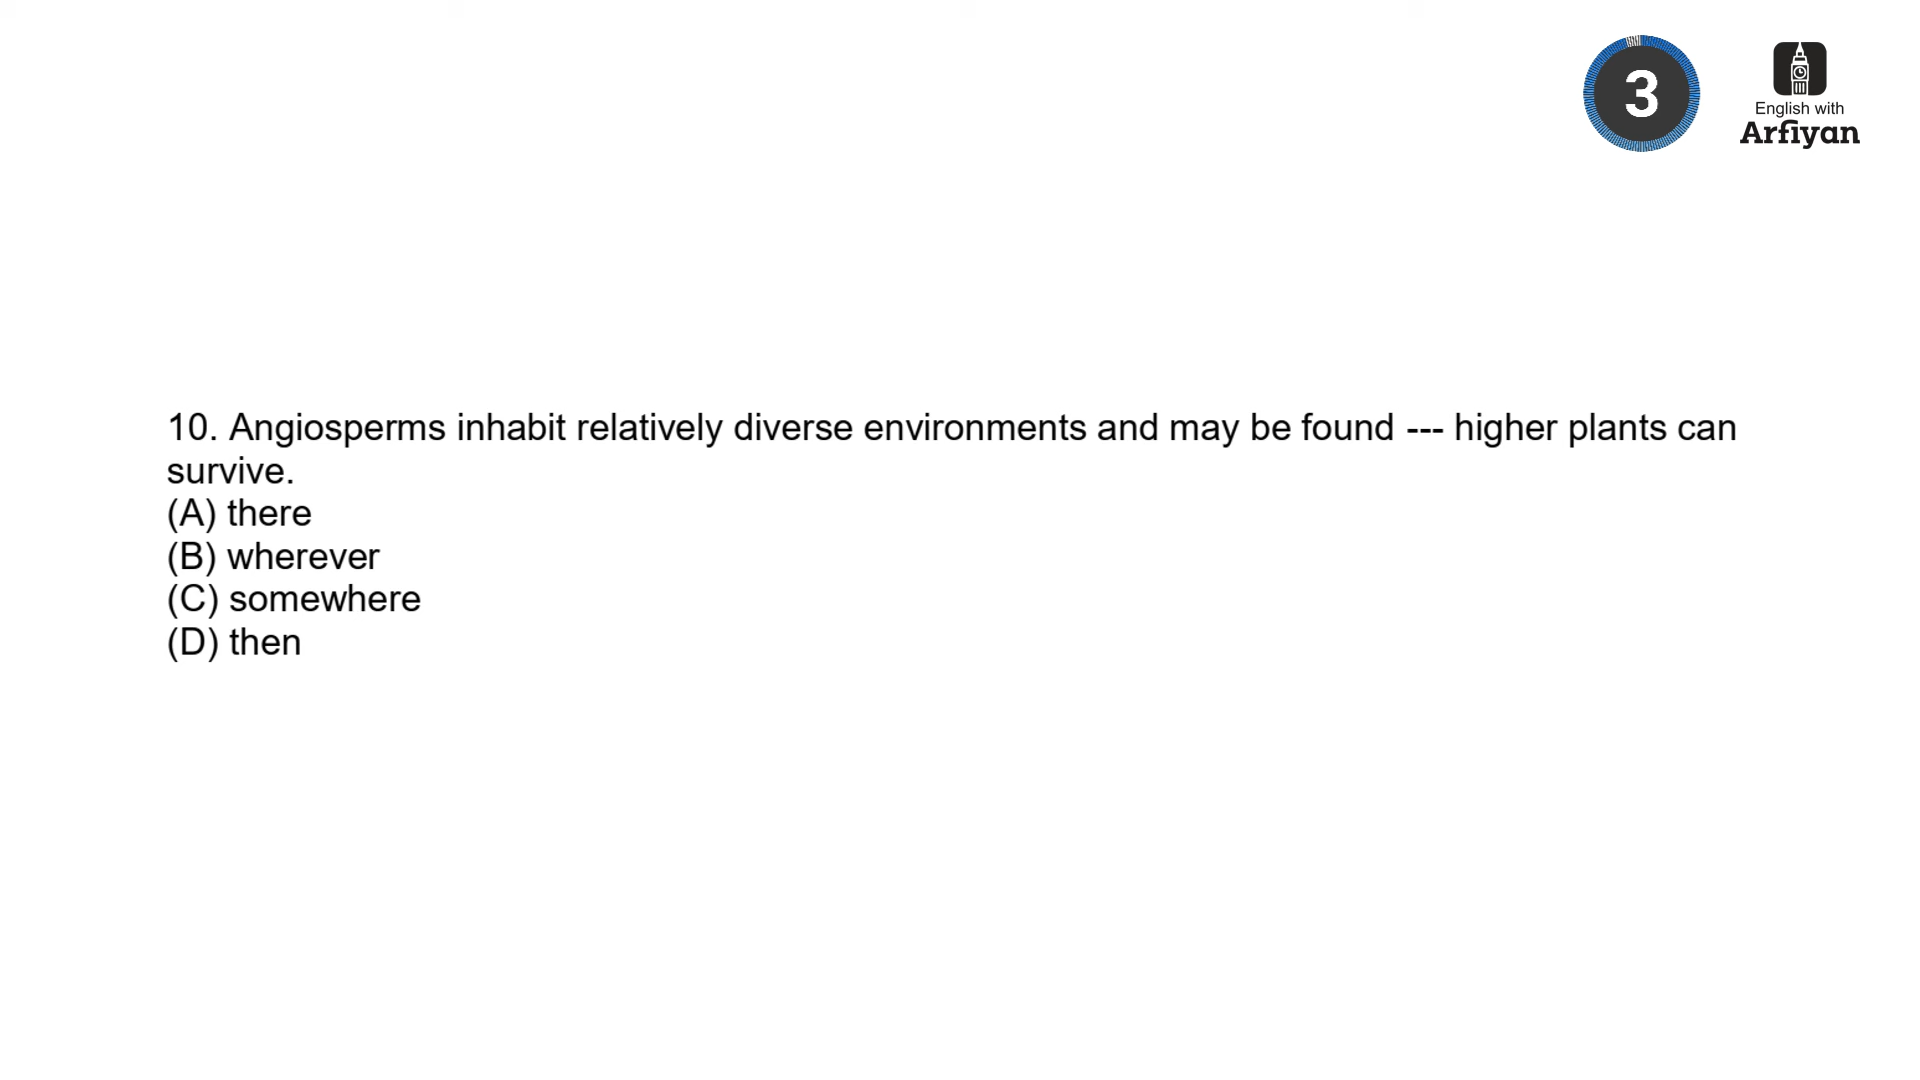 3
English with
Arfiyan
10. Angiosperms inhabit relatively diverse environments and may be found --- higher plants can
survive.
(A) there
(B) wherever
(C) somewhere
(D) then